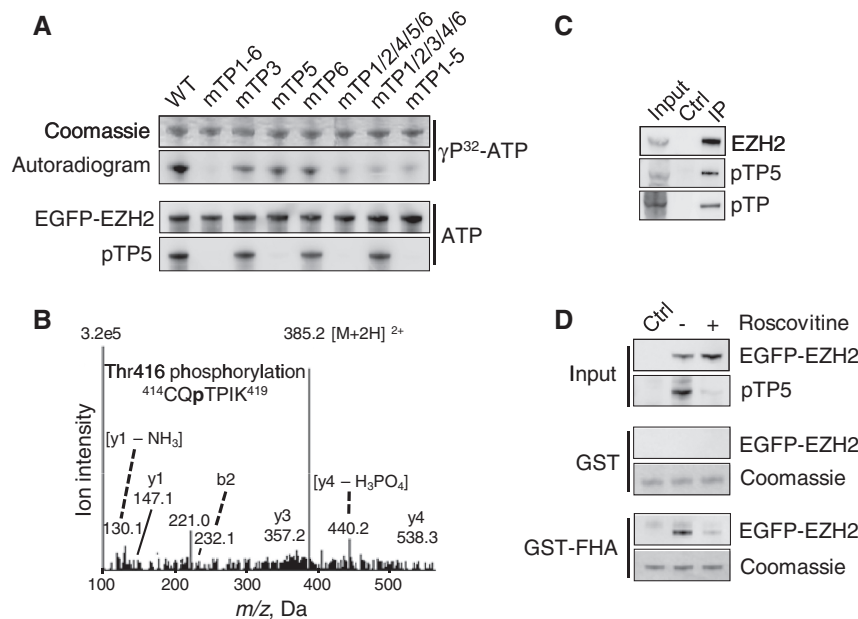 A
WT mTP1-6 mTP3 mTP5 mTP6 mTP1/2/4/5/6 mTP1/2/3/4/6 mTP1-5
Coomassie
Autoradiogram
γP³²-ATP
EGFP-EZH2
pTP5
ATP
C
Input Ctrl IP
EZH2
pTP5
pTP
B
3.2e5
385.2 [M+2H] ²⁺
Thr416 phosphorylation
⁴¹⁴CQpTPIK⁴¹⁹
Ion intensity
[y1 – NH₃]
130.1
y1
147.1
221.0
b2
232.1
y3
357.2
[y4 – H₃PO₄]
440.2
y4
538.3
100 200 300 400 500
m/z, Da
D
Ctrl - + Roscovitine
Input
EGFP-EZH2
pTP5
GST
EGFP-EZH2
Coomassie
GST-FHA
EGFP-EZH2
Coomassie